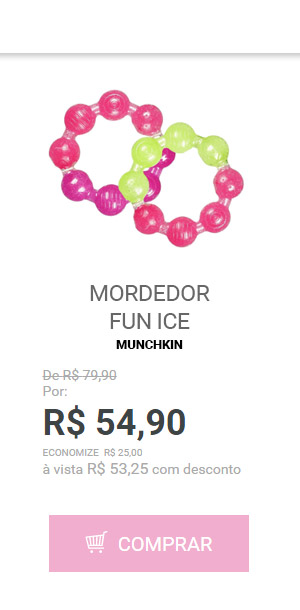 MORDEDOR
FUN ICE
MUNCHKIN
De R$ 79,90
Por:
R$ 54,90
ECONOMIZE R$ 25,00
à vista R$ 53,25 com desconto
COMPRAR